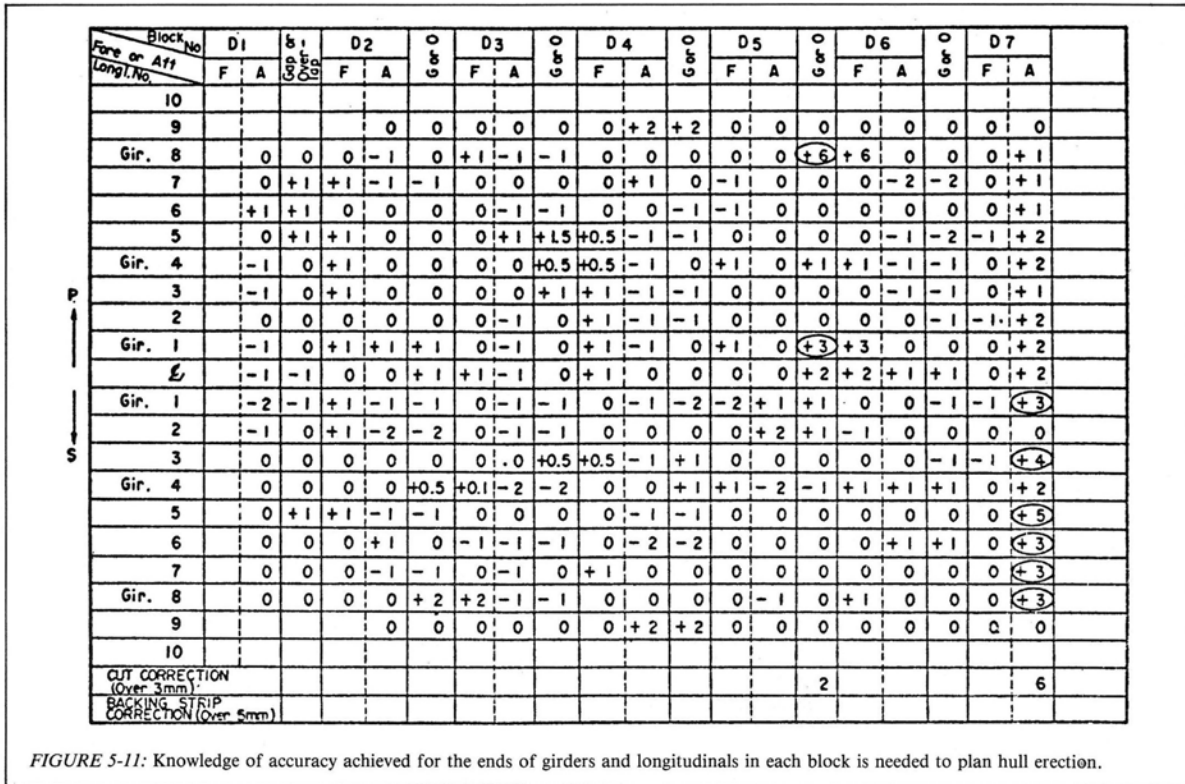 Block No D1 Gap or Over-lap D2 G or O D3 G or O D4 G or O D5 G or O D6 G or O D7
Fore or Aft
Longl. No. F A F A F A F A F A F A F A
10
9 0 0 0 0 0 0 +2 +2 0 0 0 0 0 0 0 0
Gir. 8 0 0 0 -1 0 +1 -1 -1 0 0 0 0 0 +6 +6 0 0 0 +1
7 0 +1 +1 -1 -1 0 0 0 0 +1 0 -1 0 0 0 -2 -2 0 +1
6 +1 +1 0 0 0 0 -1 -1 0 0 -1 -1 0 0 0 0 0 0 +1
5 0 +1 +1 0 0 0 +1 +1.5 +0.5 -1 -1 0 0 0 0 -1 -2 -1 +2
Gir. 4 -1 0 +1 0 0 0 0 +0.5 +0.5 -1 0 +1 0 +1 +1 -1 -1 0 +2
3 -1 0 +1 0 0 0 0 +1 +1 -1 -1 0 0 0 0 -1 -1 0 +1
P
2 0 0 0 0 0 0 -1 0 +1 -1 -1 0 0 0 0 0 -1 -1 +2
Gir. 1 -1 0 +1 +1 +1 0 -1 0 +1 -1 0 +1 0 +3 +3 0 0 0 +2
℄ -1 -1 0 0 +1 +1 -1 0 +1 0 0 0 0 +2 +2 +1 +1 0 +2
Gir. 1 -2 -1 +1 -1 -1 0 -1 -1 0 -1 -2 -2 +1 +1 0 0 -1 -1 +3
2 -1 0 +1 -2 -2 0 -1 -1 0 0 0 0 +2 +1 -1 0 0 0 0
S
3 0 0 0 0 0 0 .0 +0.5 +0.5 -1 +1 0 0 0 0 0 -1 -1 +4
Gir. 4 0 0 0 0 +0.5 +0.1 -2 -2 0 0 +1 +1 -2 -1 +1 +1 +1 0 +2
5 0 +1 +1 -1 -1 0 0 0 0 -1 -1 0 0 0 0 0 0 0 +5
6 0 0 0 +1 0 -1 -1 -1 0 -2 -2 0 0 0 0 +1 +1 0 +3
7 0 0 0 -1 -1 0 -1 0 +1 0 0 0 0 0 0 0 0 0 +3
Gir. 8 0 0 0 0 +2 +2 -1 -1 0 0 0 0 -1 0 +1 0 0 0 +3
9 0 0 0 0 0 0 +2 +2 0 0 0 0 0 0 0 0
10
CUT CORRECTION
(Over 3mm) 2 6
BACKING STRIP
CORRECTION (Over 5mm)
FIGURE 5-11: Knowledge of accuracy achieved for the ends of girders and longitudinals in each block is needed to plan hull erection.